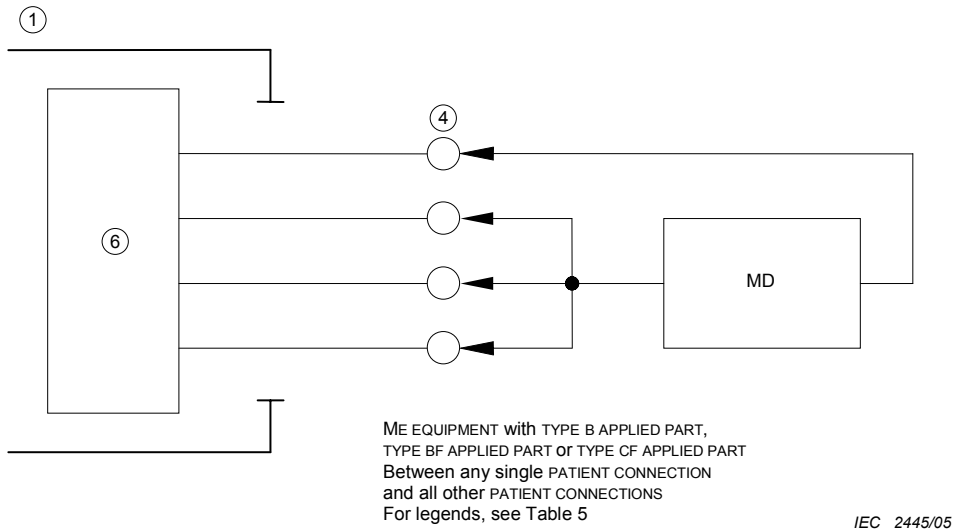 1
4
6
MD
ME EQUIPMENT with TYPE B APPLIED PART,
TYPE BF APPLIED PART or TYPE CF APPLIED PART
Between any single PATIENT CONNECTION
and all other PATIENT CONNECTIONS
For legends, see Table 5
IEC 2445/05